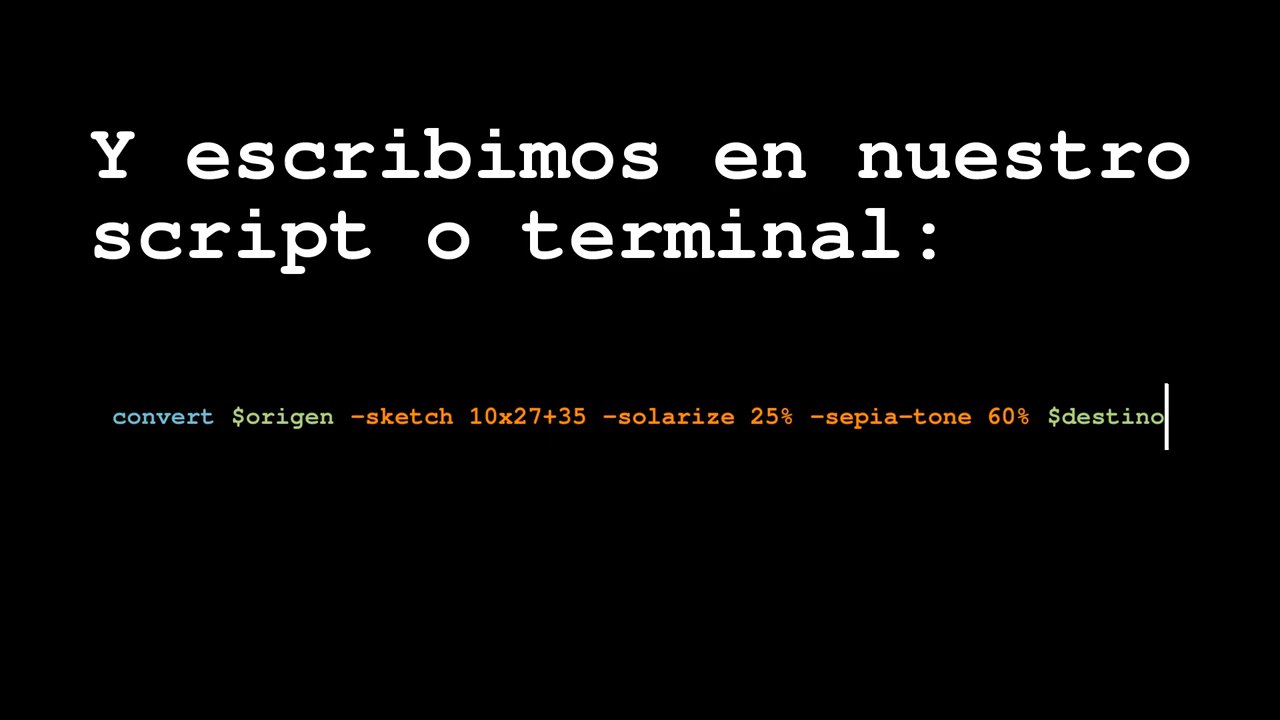 Y escribimos en nuestro
script o terminal:
convert $origen -sketch 10x27+35 -solarize 25% -sepia-tone 60% $destino